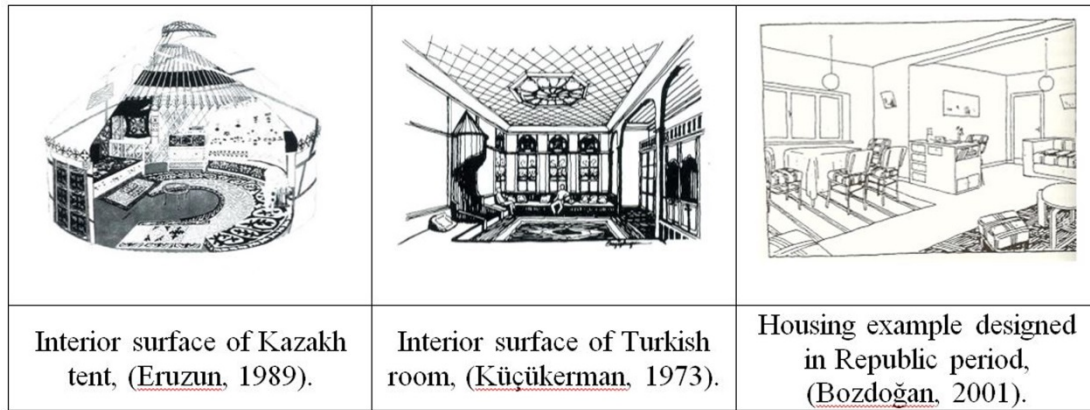 Interior surface of Kazakh
tent, (Eruzun, 1989).
Interior surface of Turkish
room, (Küçükerman, 1973).
Housing example designed
in Republic period,
(Bozdoğan, 2001).